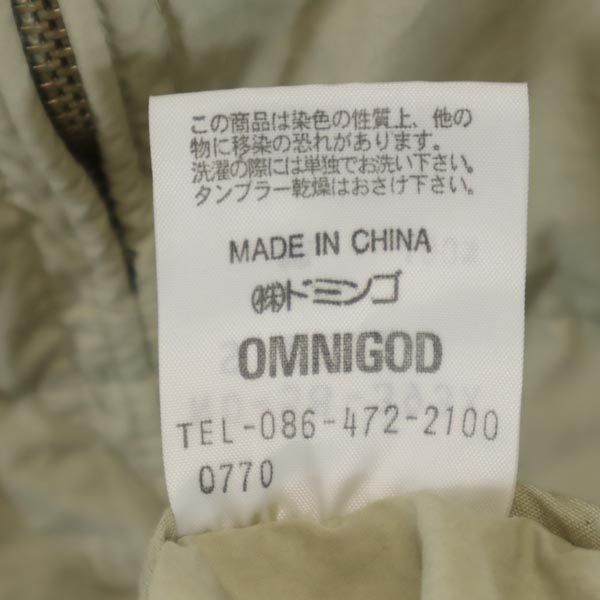 この商品は染色の性質上、他の
物に移染の恐れがあります。
洗濯の際には単独でお洗い下さい。
タンブラー乾燥はおさけ下さい。
MADE IN CHINA
㈱ドミンゴ
OMNIGOD
TEL-086-472-2100
0770